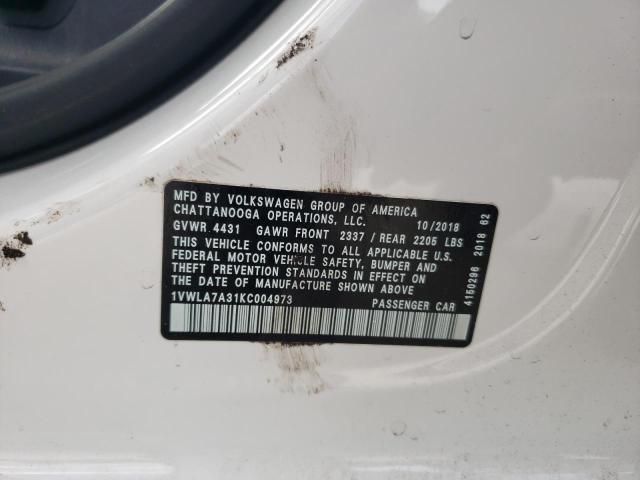 MFD BY VOLKSWAGEN GROUP OF AMERICA
CHATTANOOGA OPERATIONS, LLC. 10/2018
GVWR 4431 GAWR FRONT 2337 / REAR 2205 LBS
THIS VEHICLE CONFORMS TO ALL APPLICABLE U.S.
FEDERAL MOTOR VEHICLE SAFETY, BUMPER AND
THEFT PREVENTION STANDARDS IN EFFECT ON
THE DATE OF MANUFACTURE SHOWN ABOVE
1VWLA7A31KC004973 PASSENGER CAR
4150296 2018 62